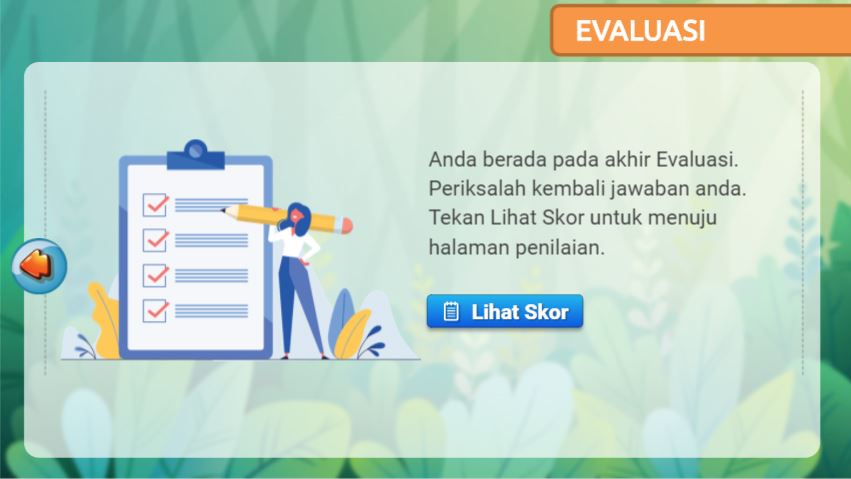 EVALUASI
Anda berada pada akhir Evaluasi.
Periksalah kembali jawaban anda.
Tekan Lihat Skor untuk menuju
halaman penilaian.
Lihat Skor